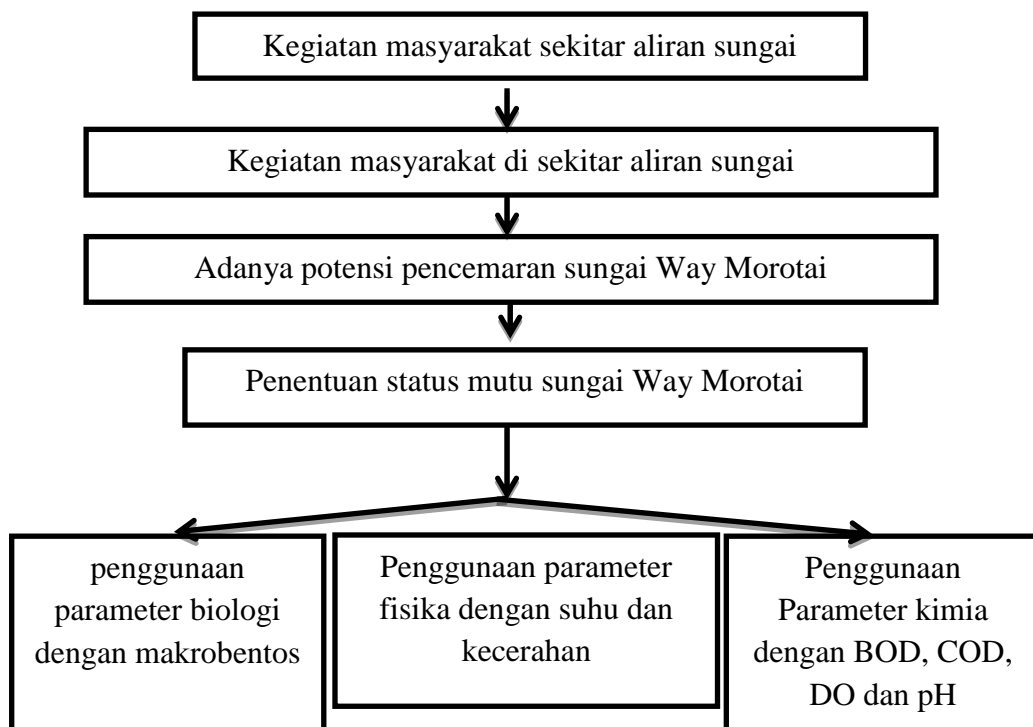 Kegiatan masyarakat sekitar aliran sungai
Kegiatan masyarakat di sekitar aliran sungai
Adanya potensi pencemaran sungai Way Morotai
Penentuan status mutu sungai Way Morotai
penggunaan
parameter biologi
dengan makrobentos
Penggunaan parameter
fisika dengan suhu dan
kecerahan
Penggunaan
Parameter kimia
dengan BOD, COD,
DO dan pH